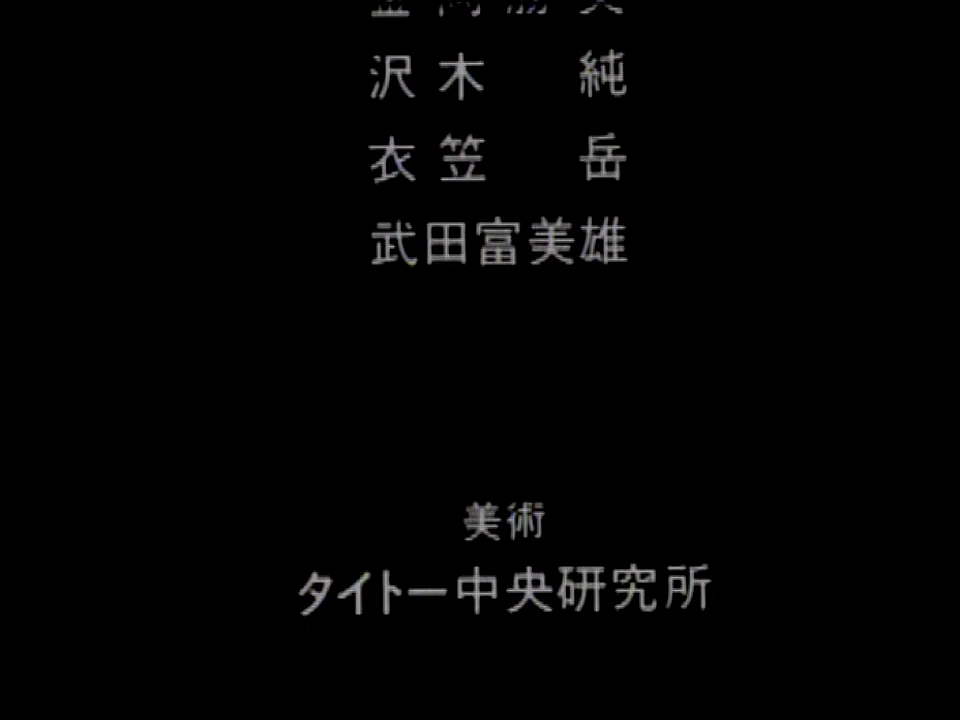 沢木　純
衣笠　岳
武田富美雄
美術
タイトー中央研究所